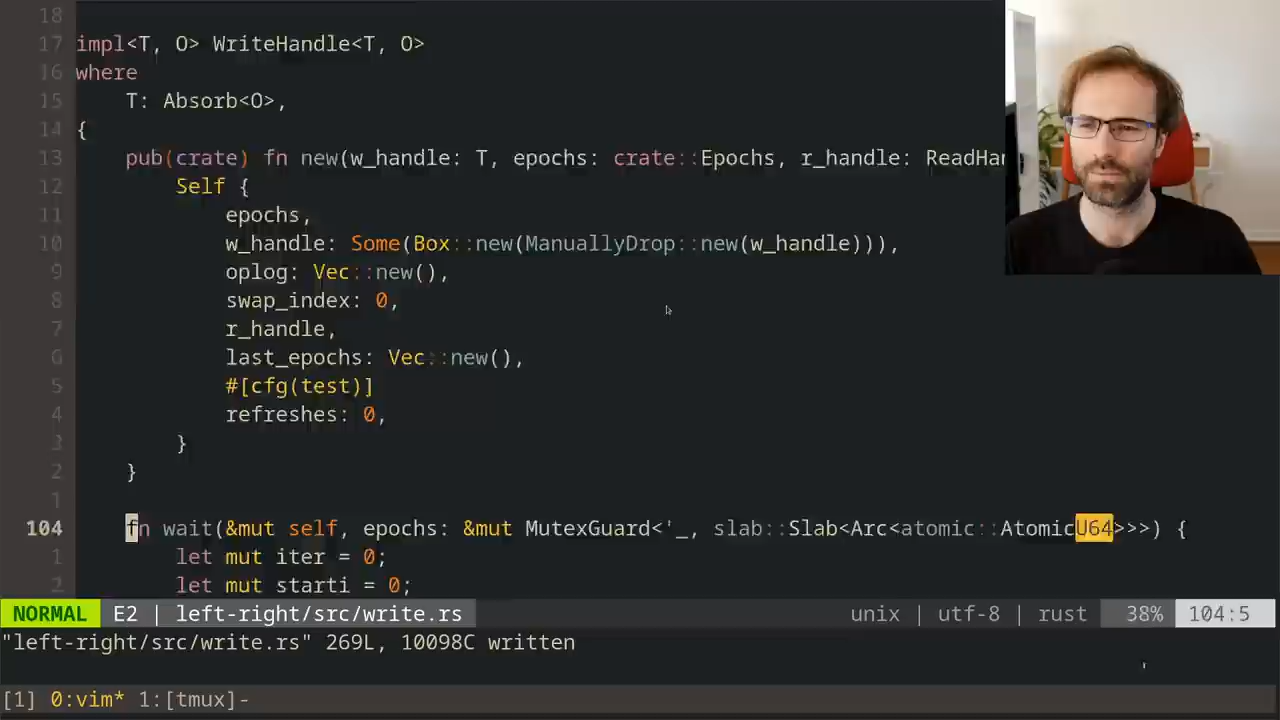 18
17 impl<T, O> WriteHandle<T, O>
16 where
15     T: Absorb<O>,
14 {
13     pub(crate) fn new(w_handle: T, epochs: crate::Epochs, r_handle: ReadHan
12         Self {
11             epochs,
10             w_handle: Some(Box::new(ManuallyDrop::new(w_handle))),
9             oplog: Vec::new(),
8             swap_index: 0,
7             r_handle,
6             last_epochs: Vec::new(),
5             #[cfg(test)]
4             refreshes: 0,
3         }
2     }
1
104     fn wait(&mut self, epochs: &mut MutexGuard<'_, slab::Slab<Arc<atomic::AtomicU64>>>) {
1         let mut iter = 0;
2         let mut starti = 0;
NORMAL E2 | left-right/src/write.rs unix | utf-8 | rust 38% 104:5
"left-right/src/write.rs" 269L, 10098C written
[1] 0:vim* 1:[tmux]-